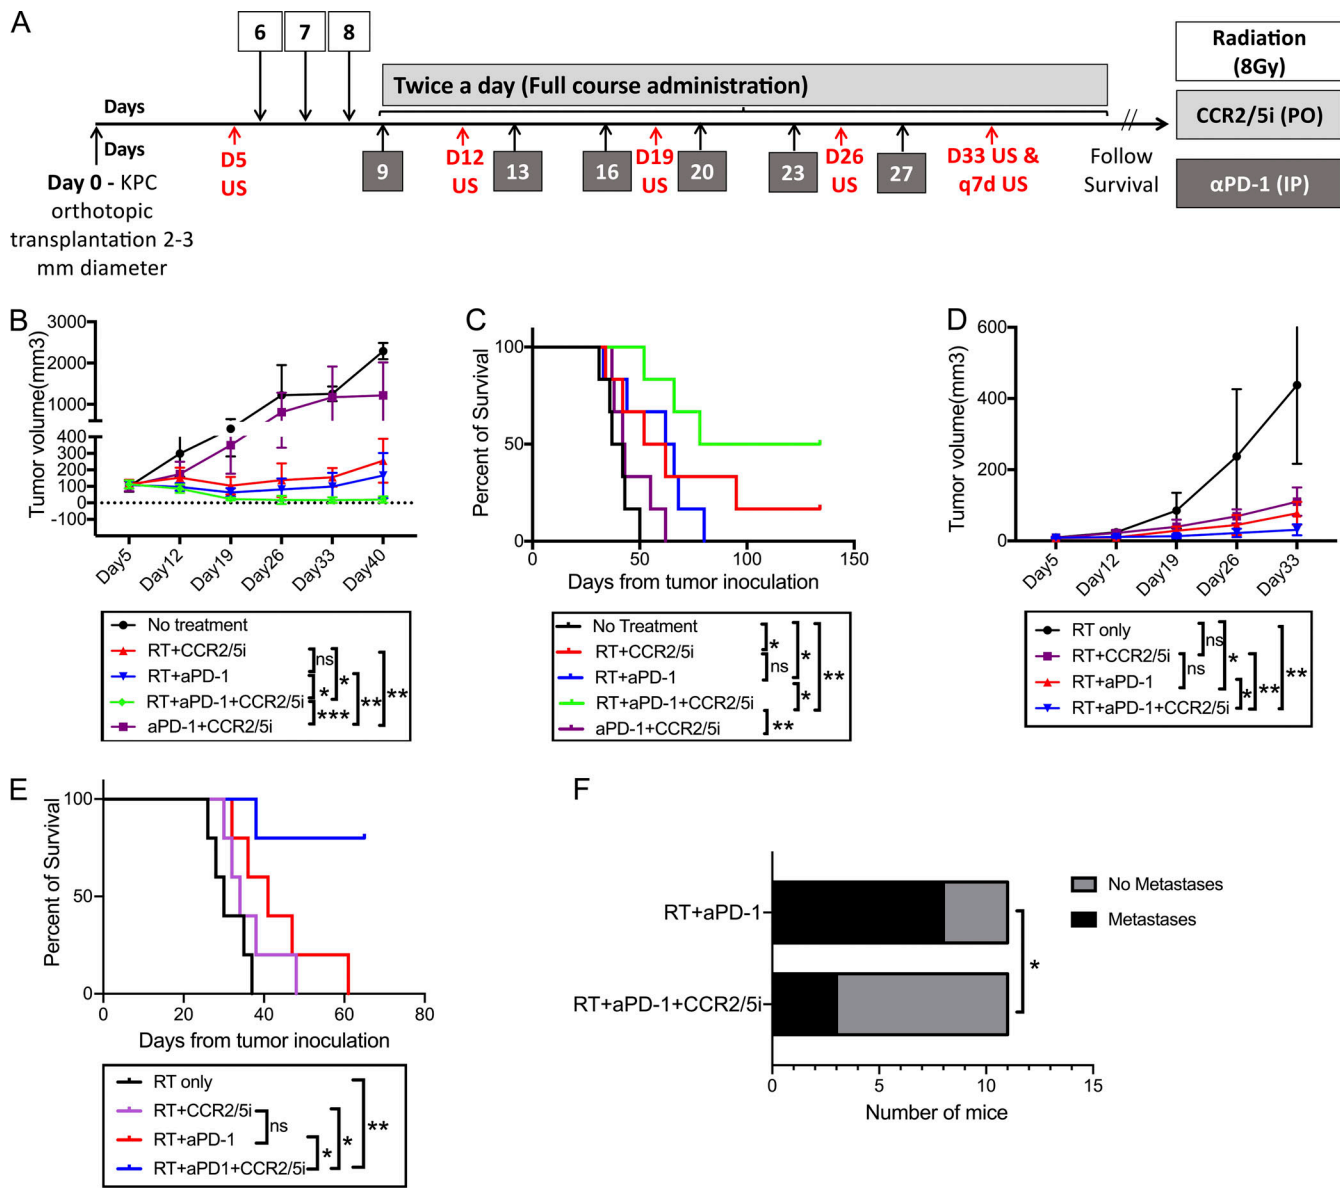 A
6 7 8
Radiation
(8Gy)
Twice a day (Full course administration)
Days
CCR2/5i (PO)
Days
D5
US
9
D12
US
13
16
D19
US
20
23
D26
US
27
D33 US &
q7d US
Follow
Survival
αPD-1 (IP)
Day 0 - KPC
orthotopic
transplantation 2-3
mm diameter
B
Tumor volume(mm3)
3000
2000
1000
400
300
200
100
0
-100
Day5 Day12 Day19 Day26 Day33 Day40
No treatment
RT+CCR2/5i
RT+aPD-1
RT+aPD-1+CCR2/5i
aPD-1+CCR2/5i
ns
*
*
***
**
**
C
Percent of Survival
100
50
0
0 50 100 150
Days from tumor inoculation
No Treatment
RT+CCR2/5i
RT+aPD-1
RT+aPD-1+CCR2/5i
aPD-1+CCR2/5i
*
ns
*
*
**
**
D
Tumor volume(mm3)
600
400
200
0
Day5 Day12 Day19 Day26 Day33
RT only
RT+CCR2/5i
RT+aPD-1
RT+aPD-1+CCR2/5i
ns
ns
*
*
**
**
E
Percent of Survival
100
50
0
0 20 40 60 80
Days from tumor inoculation
RT only
RT+CCR2/5i
RT+aPD-1
RT+aPD1+CCR2/5i
ns
*
*
**
F
RT+aPD-1
RT+aPD-1+CCR2/5i
*
No Metastases
Metastases
0 5 10 15
Number of mice